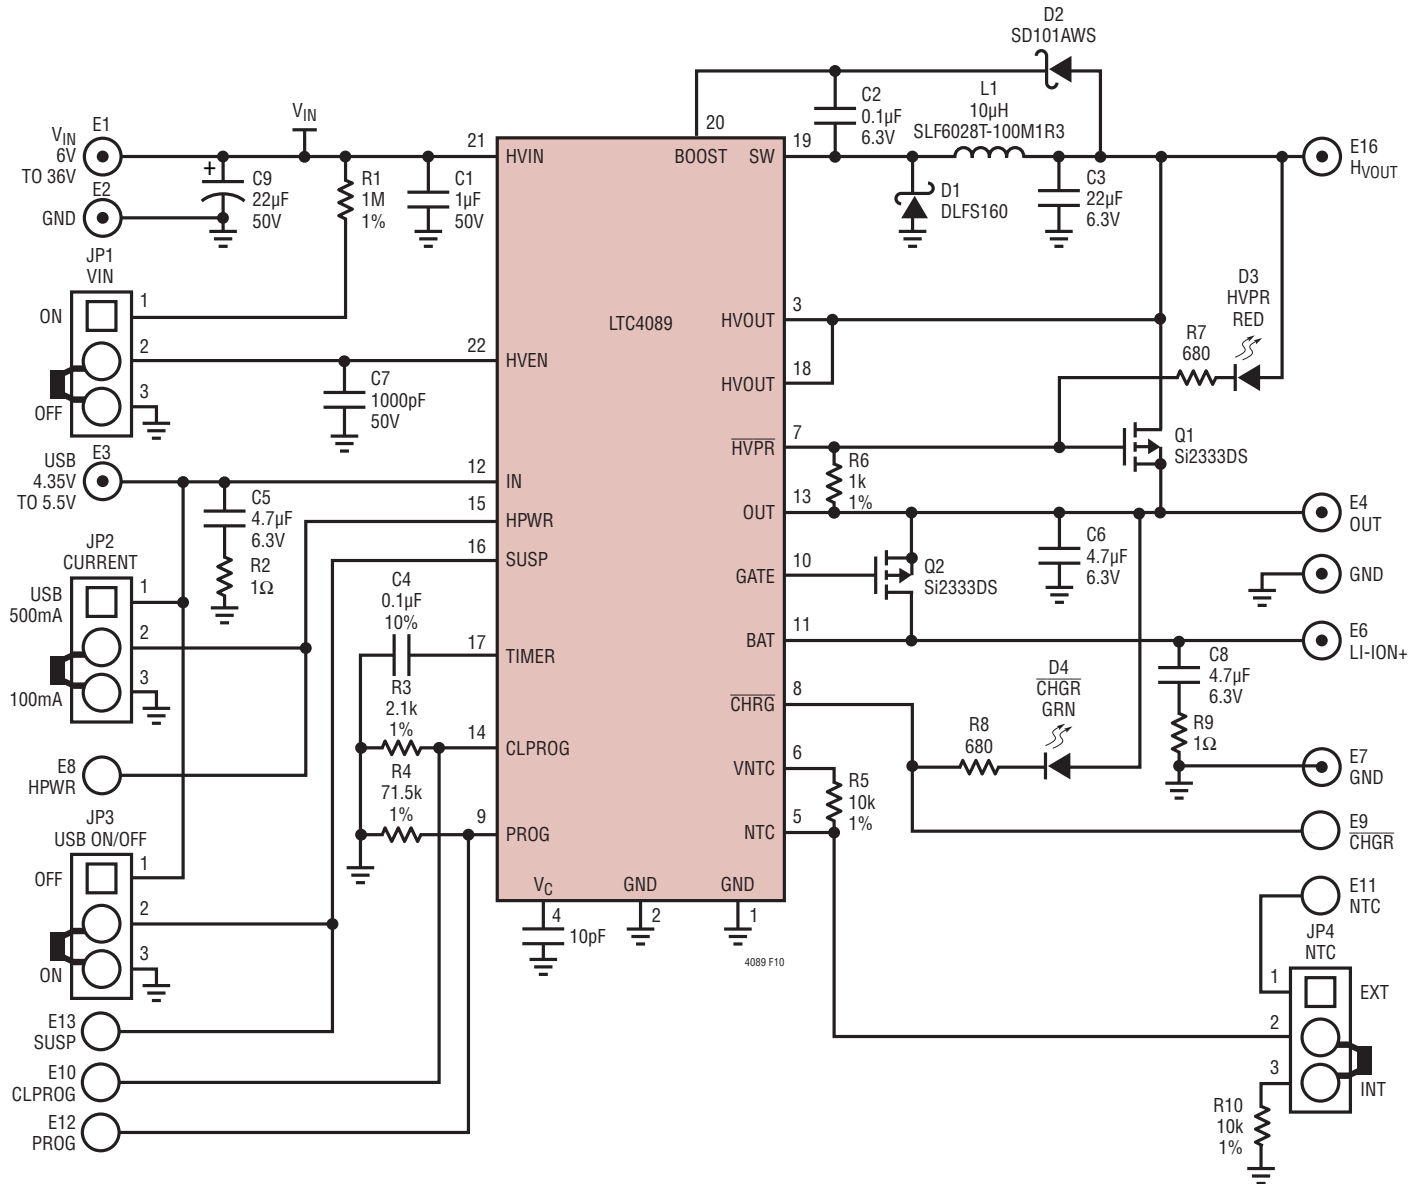 D2
SD101AWS
C2
0.1µF
6.3V
L1
10µH
SLF6028T-100M1R3
VIN
6V
TO 36V
E1
VIN
21
HVIN
20
BOOST
SW
19
E16
HVOUT
C9
22µF
50V
+
R1
1M
1%
C1
1µF
50V
D1
DLFS160
C3
22µF
6.3V
E2
GND
JP1
VIN
ON
1
2
3
OFF
22
HVEN
C7
1000pF
50V
LTC4089
HVOUT
3
HVOUT
18
D3
HVPR
RED
R7
680
HVPR
7
Q1
Si2333DS
R6
1k
1%
USB
4.35V
TO 5.5V
E3
12
IN
15
HPWR
16
SUSP
C5
4.7µF
6.3V
R2
1Ω
OUT
13
E4
OUT
C6
4.7µF
6.3V
GATE
10
Q2
Si2333DS
GND
JP2
CURRENT
USB
500mA
1
2
3
100mA
C4
0.1µF
10%
17
TIMER
BAT
11
E6
LI-ION+
C8
4.7µF
6.3V
R9
1Ω
R3
2.1k
1%
14
CLPROG
CHRG
8
D4
CHGR
GRN
R8
680
E7
GND
E8
HPWR
R4
71.5k
1%
9
PROG
VNTC
6
R5
10k
1%
NTC
5
E9
CHGR
JP3
USB ON/OFF
OFF
1
2
3
ON
VC
4
10pF
GND
2
GND
1
4089 F10
E11
NTC
JP4
NTC
1
EXT
2
3
INT
R10
10k
1%
E13
SUSP
E10
CLPROG
E12
PROG